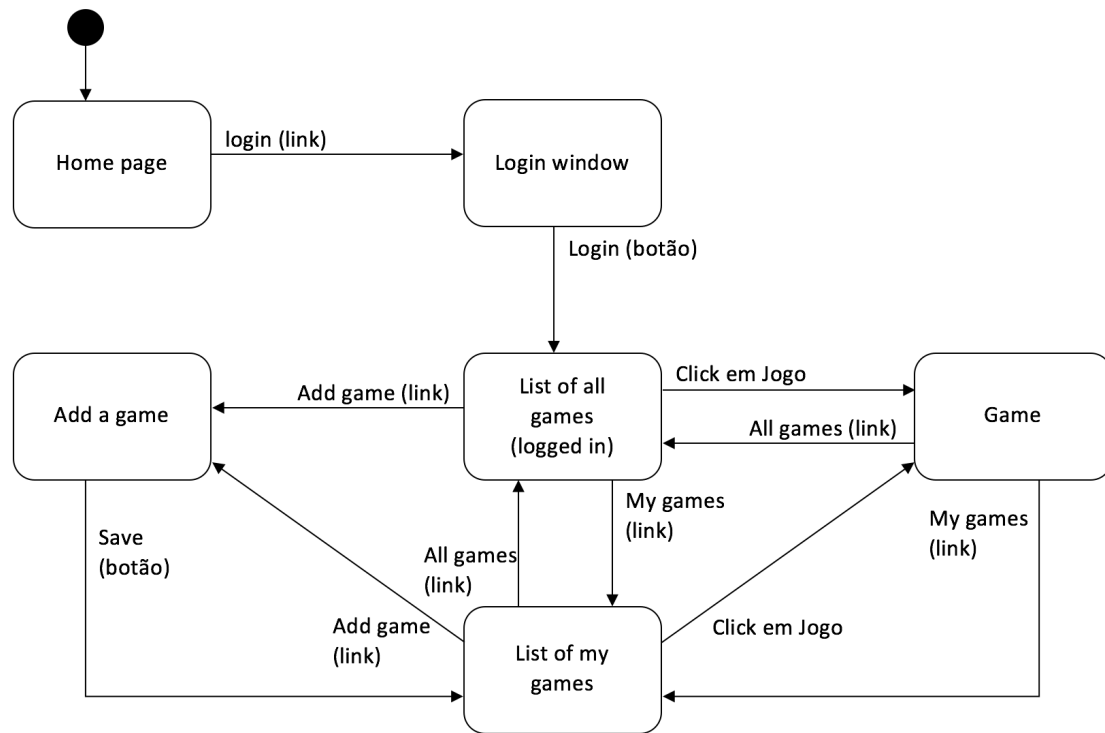 login (link)
Home page
Login window
Login (botão)
List of all
games
(logged in)
Click em Jogo
Add game (link)
Add a game
Game
All games (link)
My games
(link)
My games
(link)
Save
(botão)
All games
(link)
Add game
(link)
Click em Jogo
List of my
games